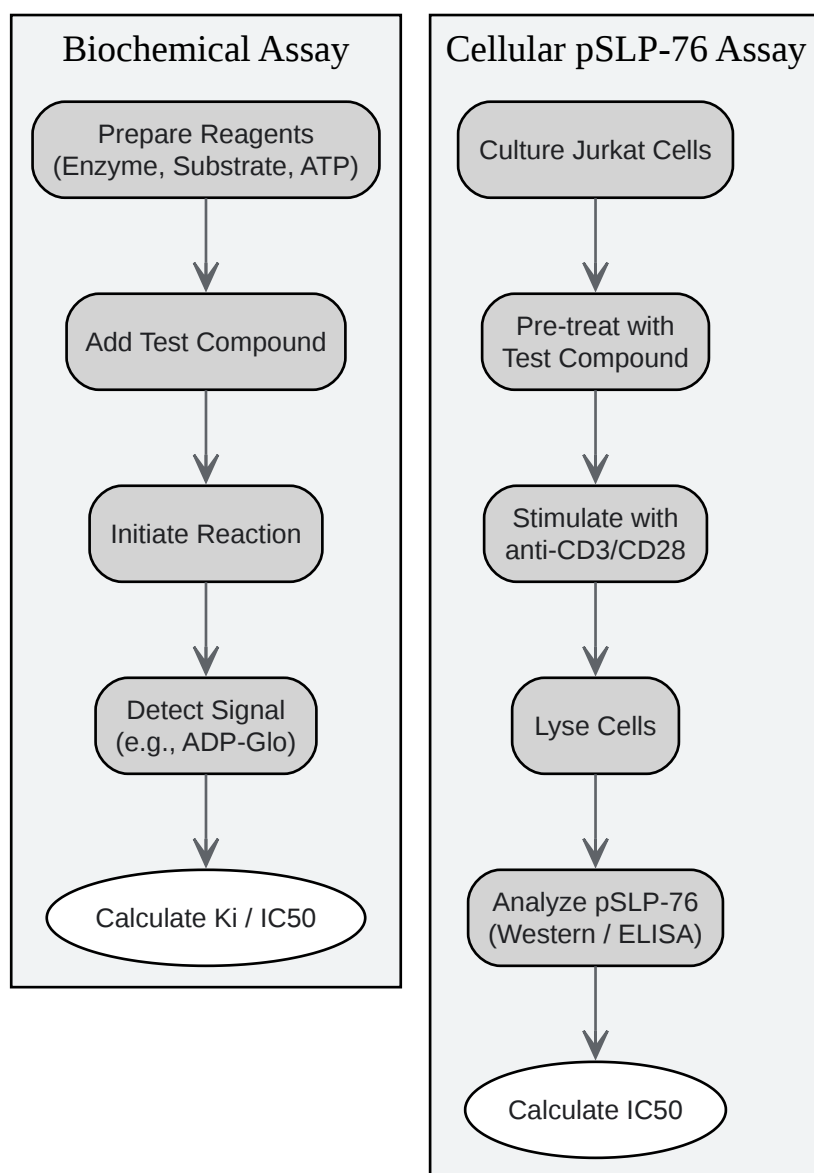 Biochemical Assay
Prepare Reagents
(Enzyme, Substrate, ATP)
Add Test Compound
Initiate Reaction
Detect Signal
(e.g., ADP-Glo)
Calculate Ki / IC50
Cellular pSLP-76 Assay
Culture Jurkat Cells
Pre-treat with
Test Compound
Stimulate with
anti-CD3/CD28
Lyse Cells
Analyze pSLP-76
(Western / ELISA)
Calculate IC50